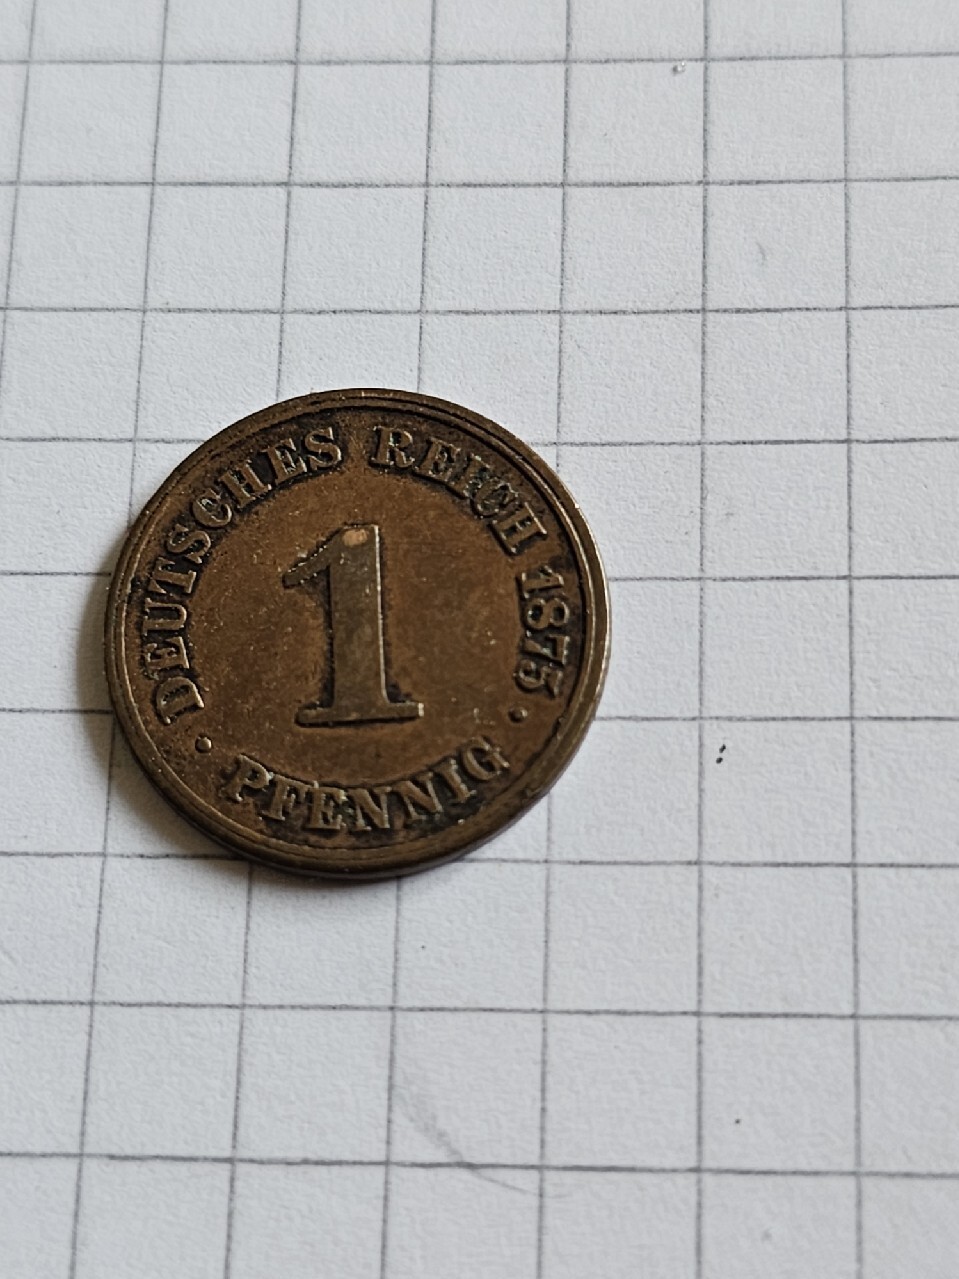 DEUTSCHES REICH 1875
1
· PFENNIG ·